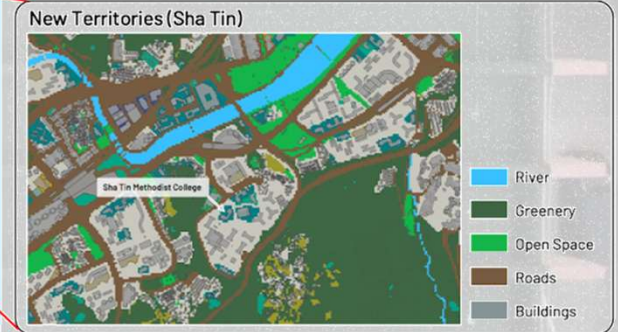 New Territories (Sha Tin)
Sha Tin Methodist College
River
Greenery
Open Space
Roads
Buildings